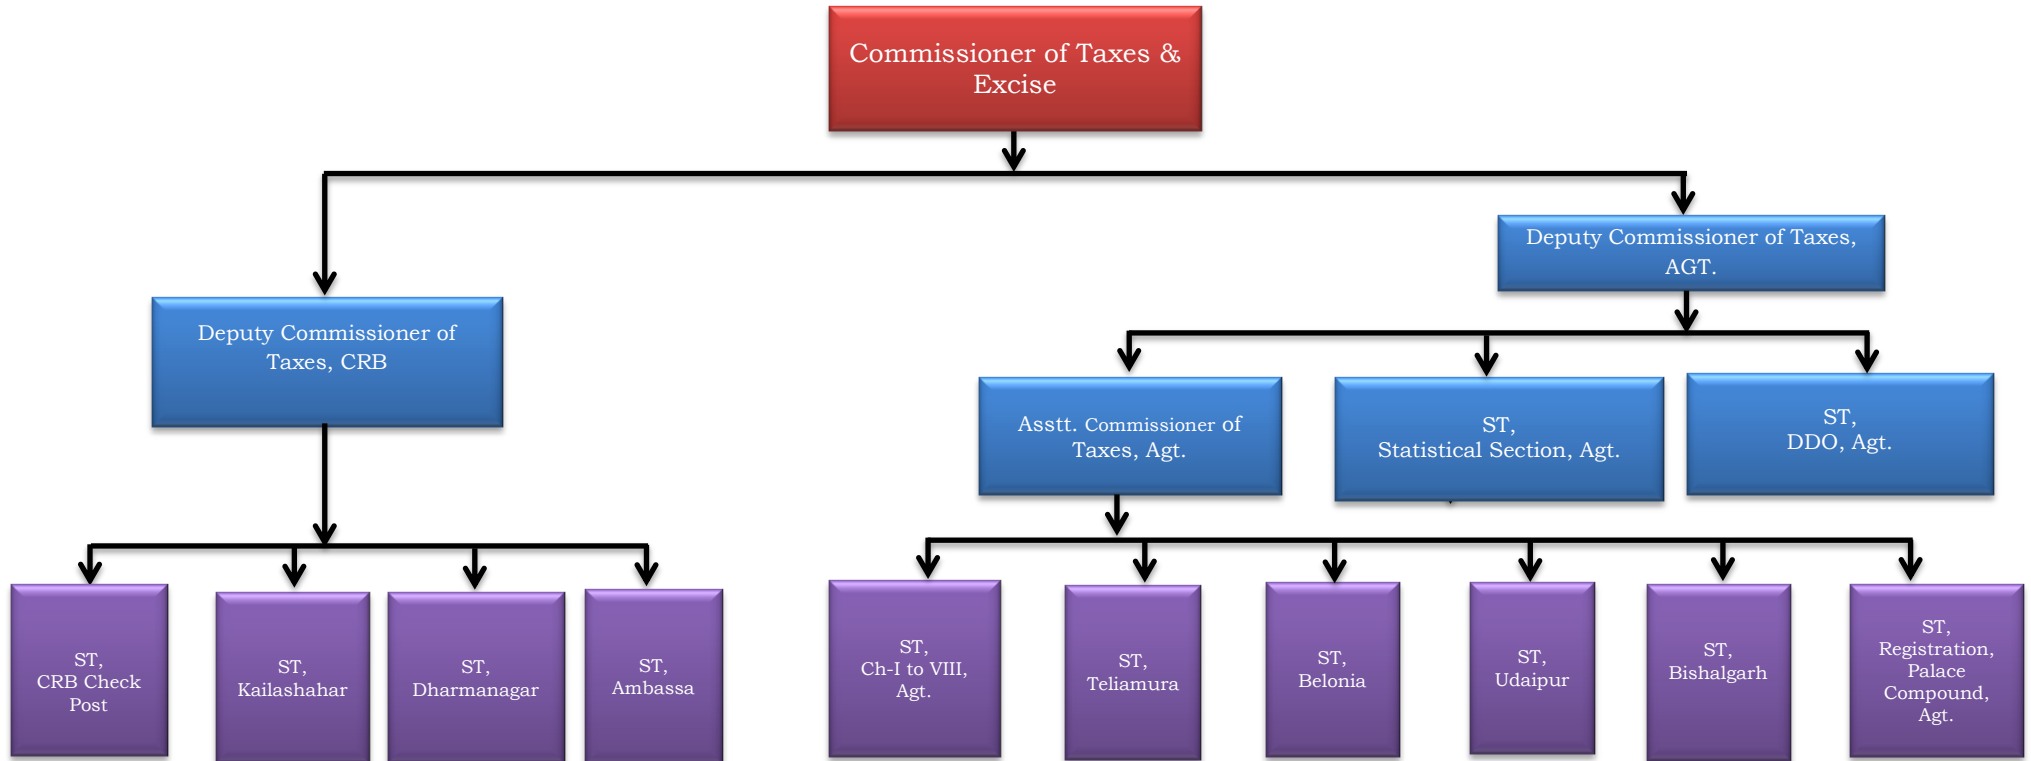 Commissioner of Taxes &
Excise
Deputy Commissioner of Taxes,
AGT.
Deputy Commissioner of
Taxes, CRB
Asstt. Commissioner of
Taxes, Agt.
ST,
Statistical Section, Agt.
ST,
DDO, Agt.
ST,
CRB Check
Post
ST,
Kailashahar
ST,
Dharmanagar
ST,
Ambassa
ST,
Ch-I to VIII,
Agt.
ST,
Teliamura
ST,
Belonia
ST,
Udaipur
ST,
Bishalgarh
ST,
Registration,
Palace
Compound,
Agt.